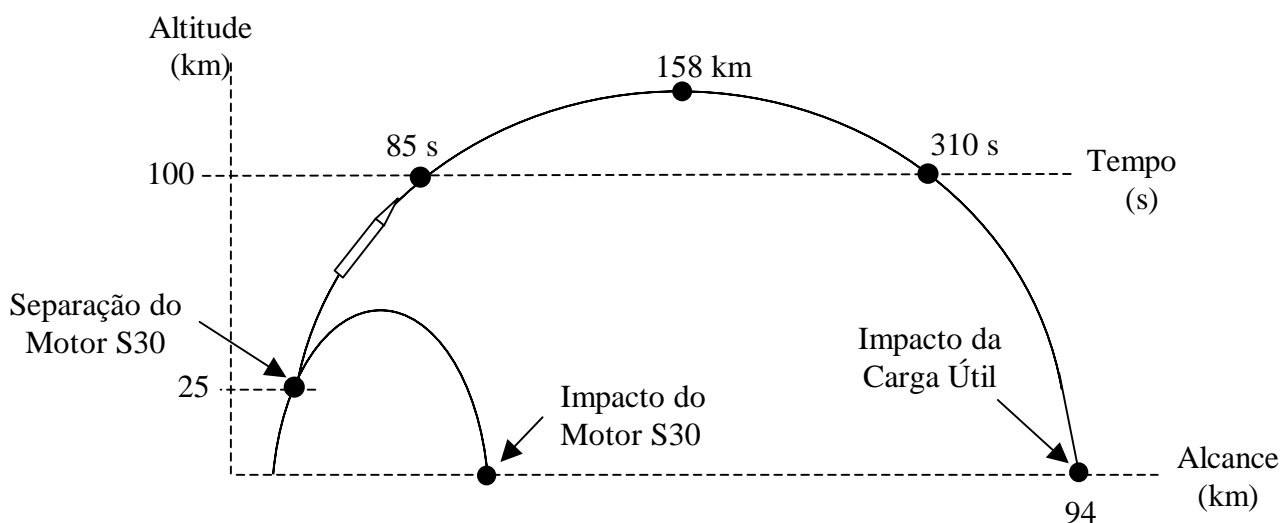 Altitude
(km)
158 km
85 s
310 s
100
Tempo
(s)
Separação do
Motor S30
25
Impacto do
Motor S30
Impacto da
Carga Útil
Alcance
(km)
94